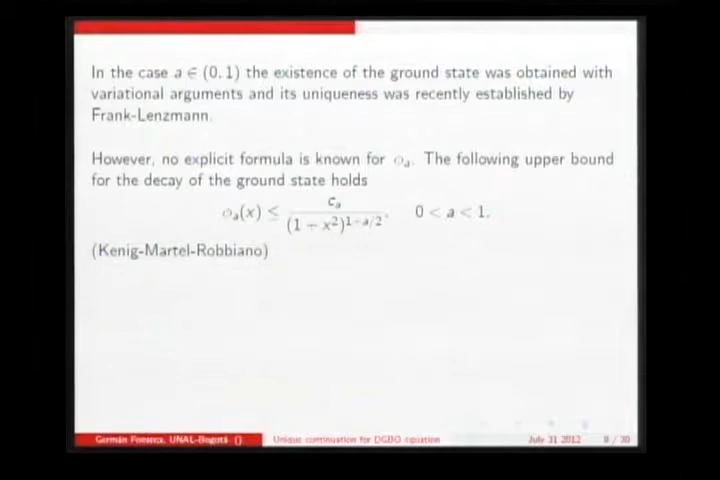 In the case a ∈ (0, 1) the existence of the ground state was obtained with
variational arguments and its uniqueness was recently established by
Frank-Lenzmann.
However, no explicit formula is known for ϕₐ. The following upper bound
for the decay of the ground state holds
ϕₐ(x) ≤ cₐ / (1 + x²)^{1+a/2}, 0 < a < 1.
(Kenig-Martel-Robbiano)
Germán Fonseca, UNAL-Bogotá () Unique continuation for DGBO equation July 31 2012 8 / 30